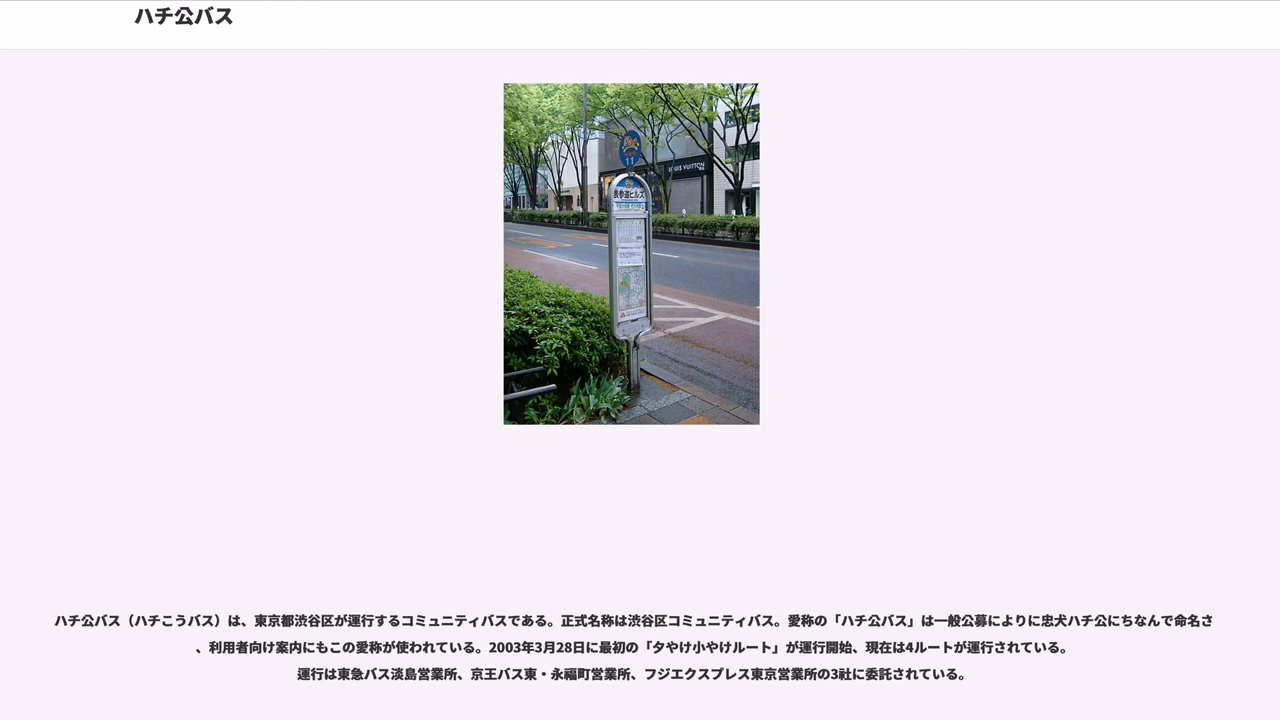 ハチ公バス
11
LOUIS VUITTON
表参道ヒルズ
ハチ公バス（ハチこうバス）は、東京都渋谷区が運行するコミュニティバスである。正式名称は渋谷区コミュニティバス。愛称の「ハチ公バス」は一般公募によりに忠犬ハチ公にちなんで命名さ
、利用者向け案内にもこの愛称が使われている。2003年3月28日に最初の「夕やけ小やけルート」が運行開始、現在は4ルートが運行されている。
運行は東急バス淡島営業所、京王バス東・永福町営業所、フジエクスプレス東京営業所の3社に委託されている。